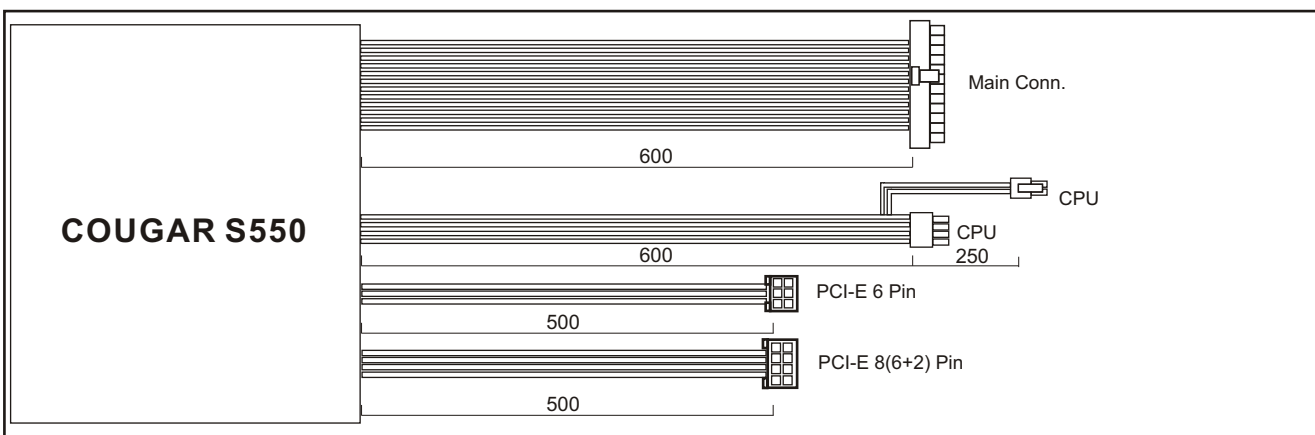 Main Conn.
600
CPU
COUGAR S550
CPU
600
250
PCI-E 6 Pin
500
PCI-E 8(6+2) Pin
500